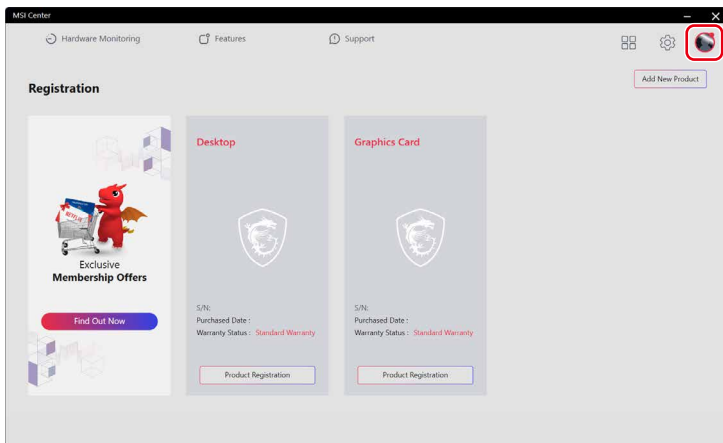 MSI Center
Hardware Monitoring
Features
Support
Registration
Add New Product
NETFLIX
Exclusive
Membership Offers
Find Out Now
Desktop
S/N:
Purchased Date :
Warranty Status : Standard Warranty
Product Registration
Graphics Card
S/N:
Purchased Date :
Warranty Status : Standard Warranty
Product Registration